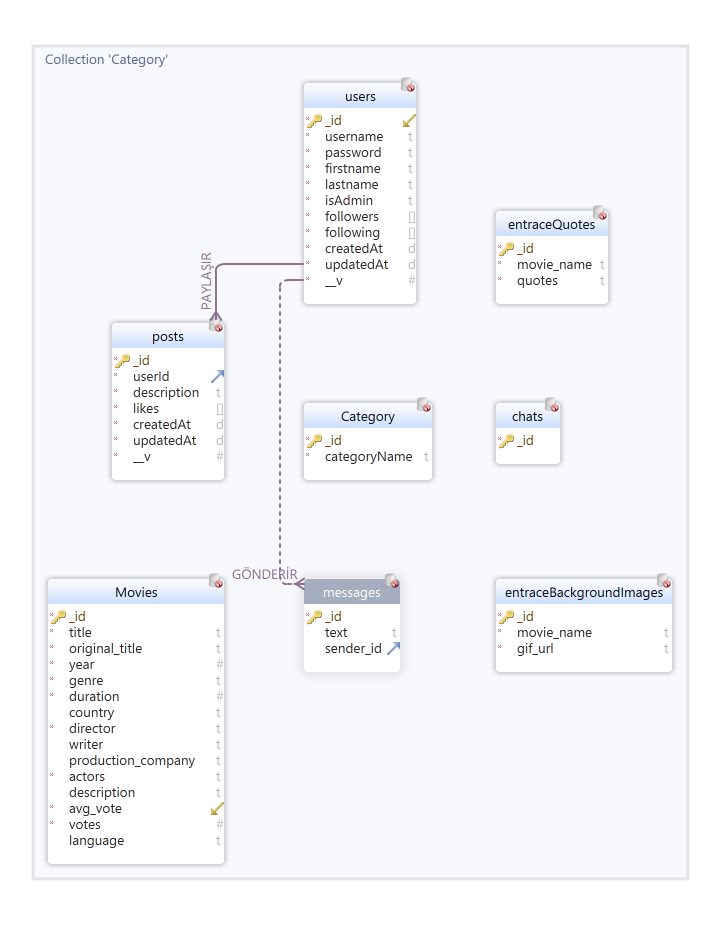 Collection 'Category'
users
_id
username t
password t
firstname t
lastname t
isAdmin t
followers []
following []
createdAt d
updatedAt d
__v #
entraceQuotes
_id
movie_name t
quotes t
PAYLAŞIR
posts
_id
userId
description t
likes []
createdAt d
updatedAt d
__v #
Category
_id
categoryName t
chats
_id
GÖNDERİR
Movies
_id
title t
original_title t
year #
genre t
duration #
country t
director t
writer t
production_company t
actors t
description t
avg_vote
votes #
language t
messages
_id
text t
sender_id
entraceBackgroundImages
_id
movie_name t
gif_url t